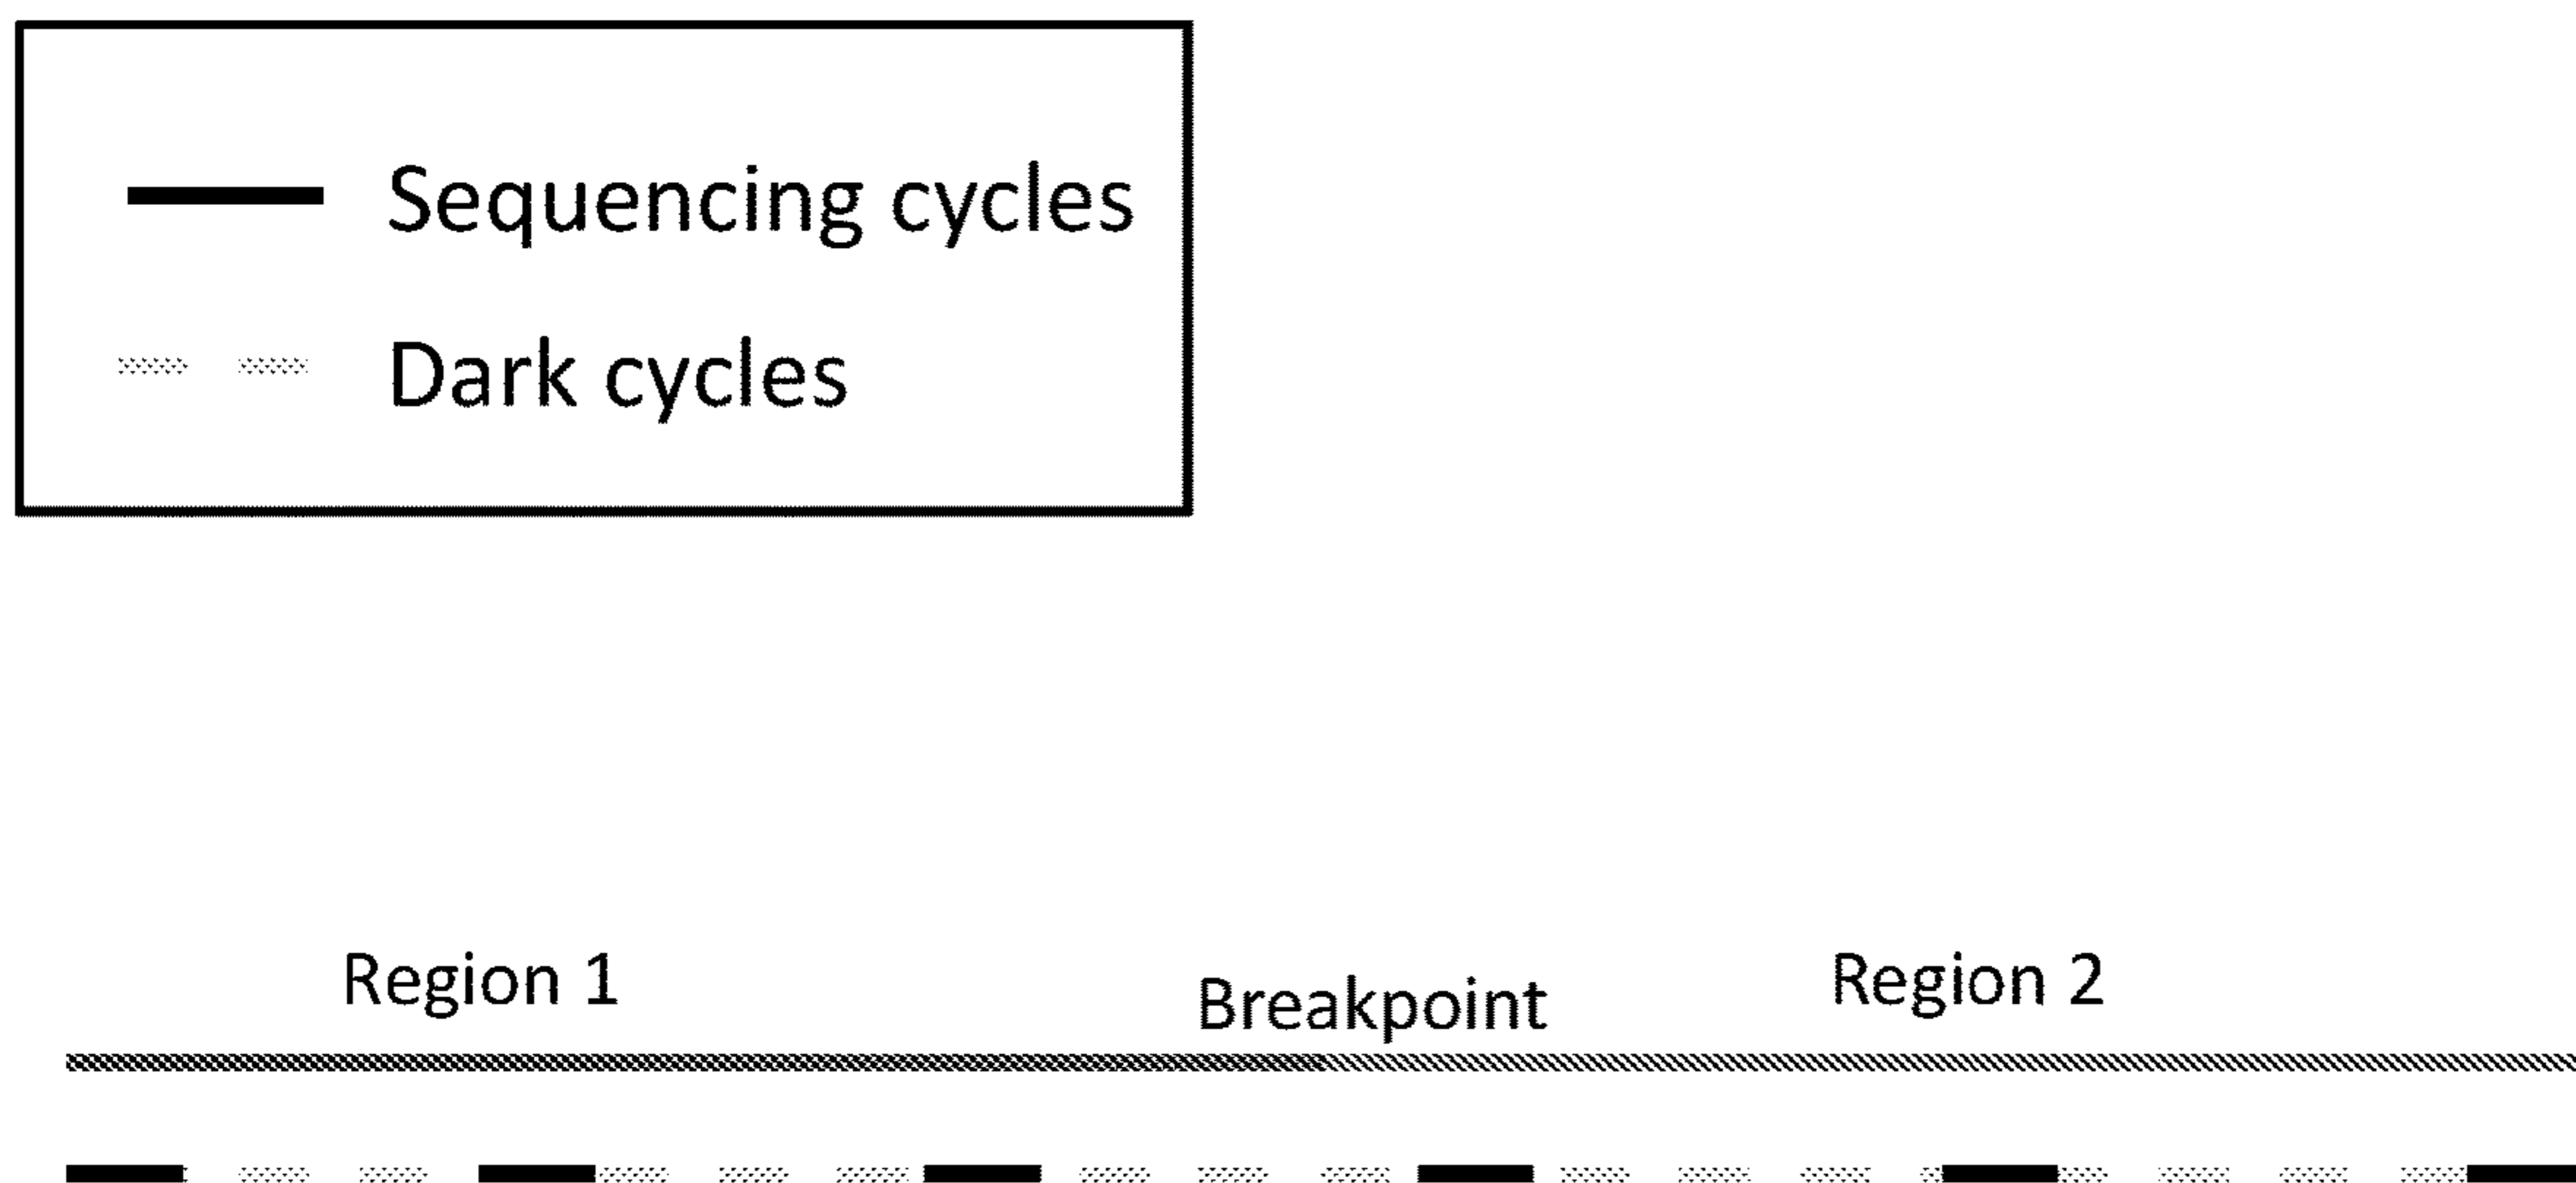 Sequencing cycles
Dark cycles
Region 1
Breakpoint
Region 2